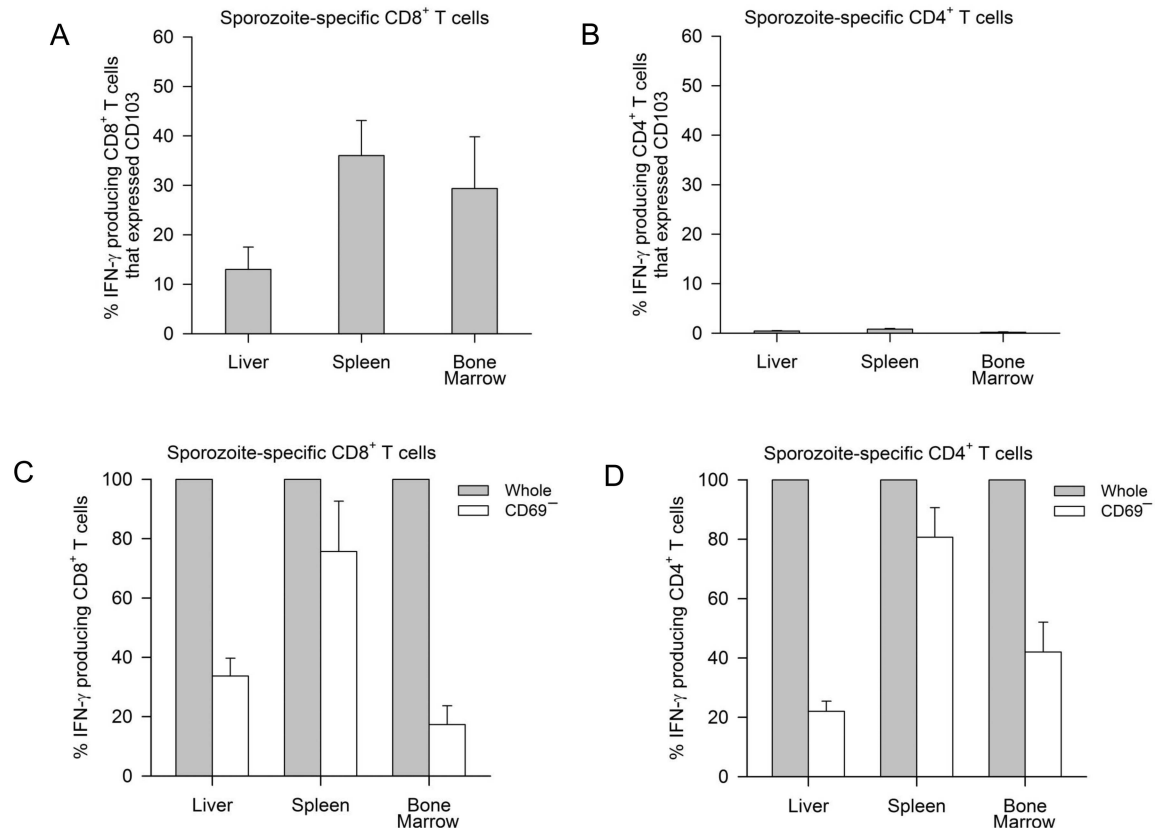 A
Sporozoite-specific CD8⁺ T cells
% IFN-γ producing CD8⁺ T cells
that expressed CD103
60
50
40
30
20
10
0
Liver
Spleen
Bone
Marrow
B
Sporozoite-specific CD4⁺ T cells
% IFN-γ producing CD4⁺ T cells
that expressed CD103
60
50
40
30
20
10
0
Liver
Spleen
Bone
Marrow
C
Sporozoite-specific CD8⁺ T cells
% IFN-γ producing CD8⁺ T cells
100
80
60
40
20
0
Whole
CD69⁻
Liver
Spleen
Bone
Marrow
D
Sporozoite-specific CD4⁺ T cells
% IFN-γ producing CD4⁺ T cells
100
80
60
40
20
0
Whole
CD69⁻
Liver
Spleen
Bone
Marrow